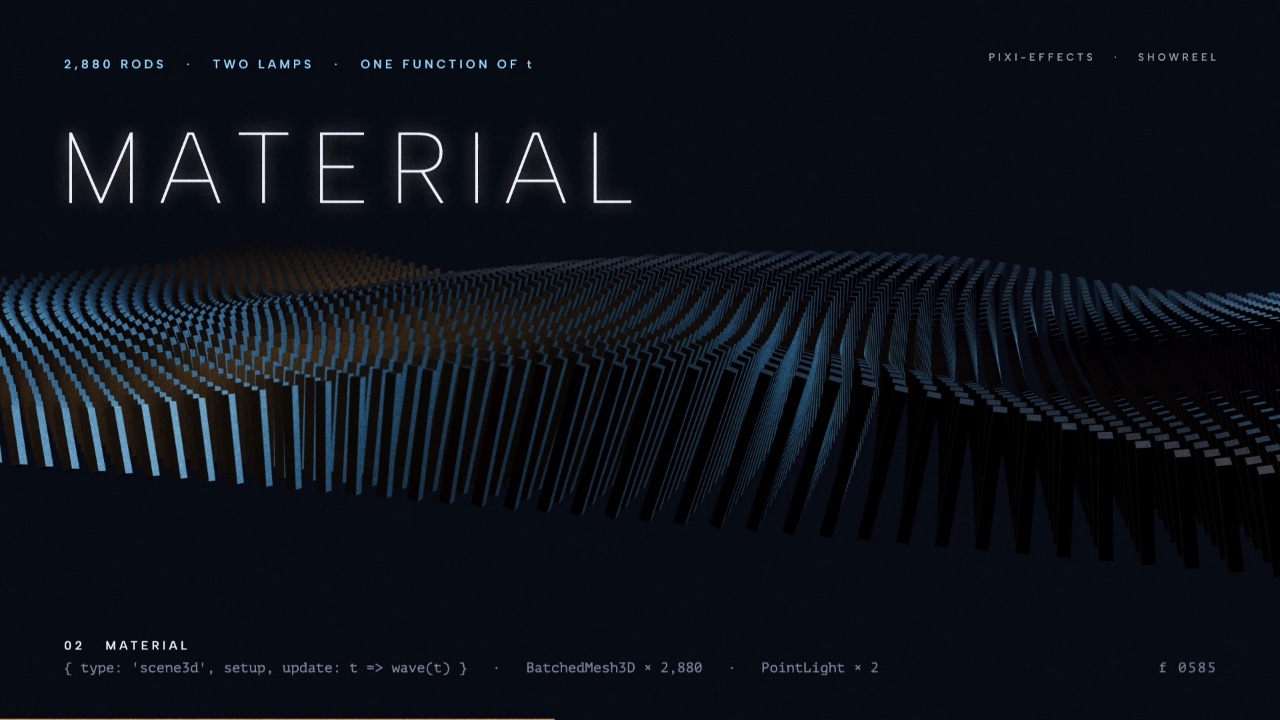 2,880 RODS · TWO LAMPS · ONE FUNCTION OF t
PIXI-EFFECTS · SHOWREEL
MATERIAL
02 MATERIAL
{ type: 'scene3d', setup, update: t => wave(t) } · BatchedMesh3D × 2,880 · PointLight × 2
f 0585